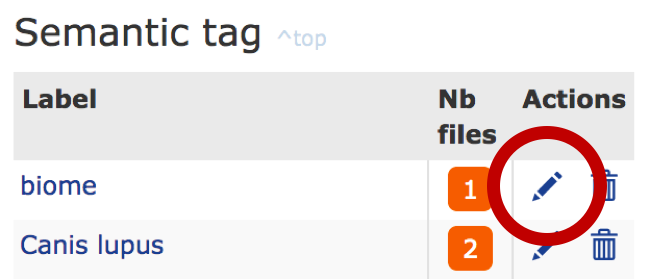 Semantic tag ^top
Label Nb files Actions
biome 1
Canis lupus 2